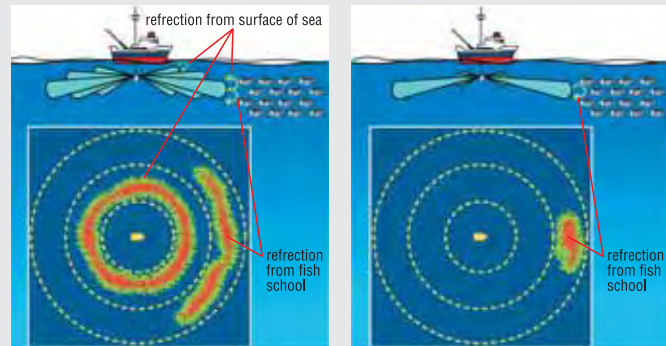 refrection from surface of sea
refrection
from fish
school
refrection
from fish
school